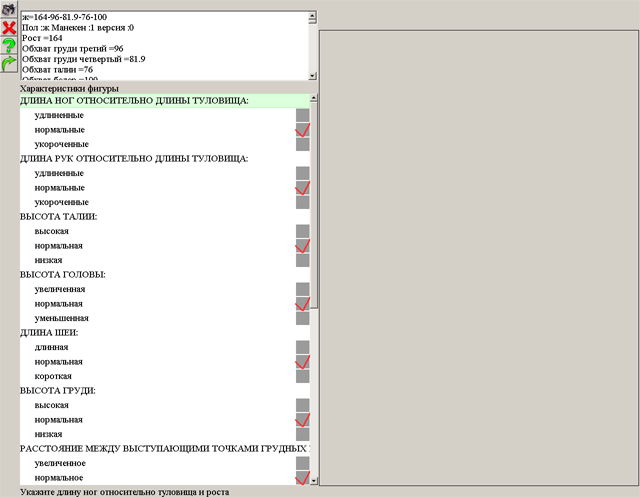 ж=164-96-81.9-76-100
Пол :ж Манекен :1 версия :0
Рост =164
Обхват груди третий =96
Обхват груди четвертый =81.9
Обхват талии =76
Обхват бедер =100
Характеристики фигуры
ДЛИНА НОГ ОТНОСИТЕЛЬНО ДЛИНЫ ТУЛОВИЩА:
удлиненные
нормальные
укороченные
ДЛИНА РУК ОТНОСИТЕЛЬНО ДЛИНЫ ТУЛОВИЩА:
удлиненные
нормальные
укороченные
ВЫСОТА ТАЛИИ:
высокая
нормальная
низкая
ВЫСОТА ГОЛОВЫ:
увеличенная
нормальная
уменьшенная
ДЛИНА ШЕИ:
длинная
нормальная
короткая
ВЫСОТА ГРУДИ:
высокая
нормальная
низкая
РАССТОЯНИЕ МЕЖДУ ВЫСТУПАЮЩИМИ ТОЧКАМИ ГРУДНЫХ
увеличенное
нормальное
Укажите длину ног относительно туловища и роста